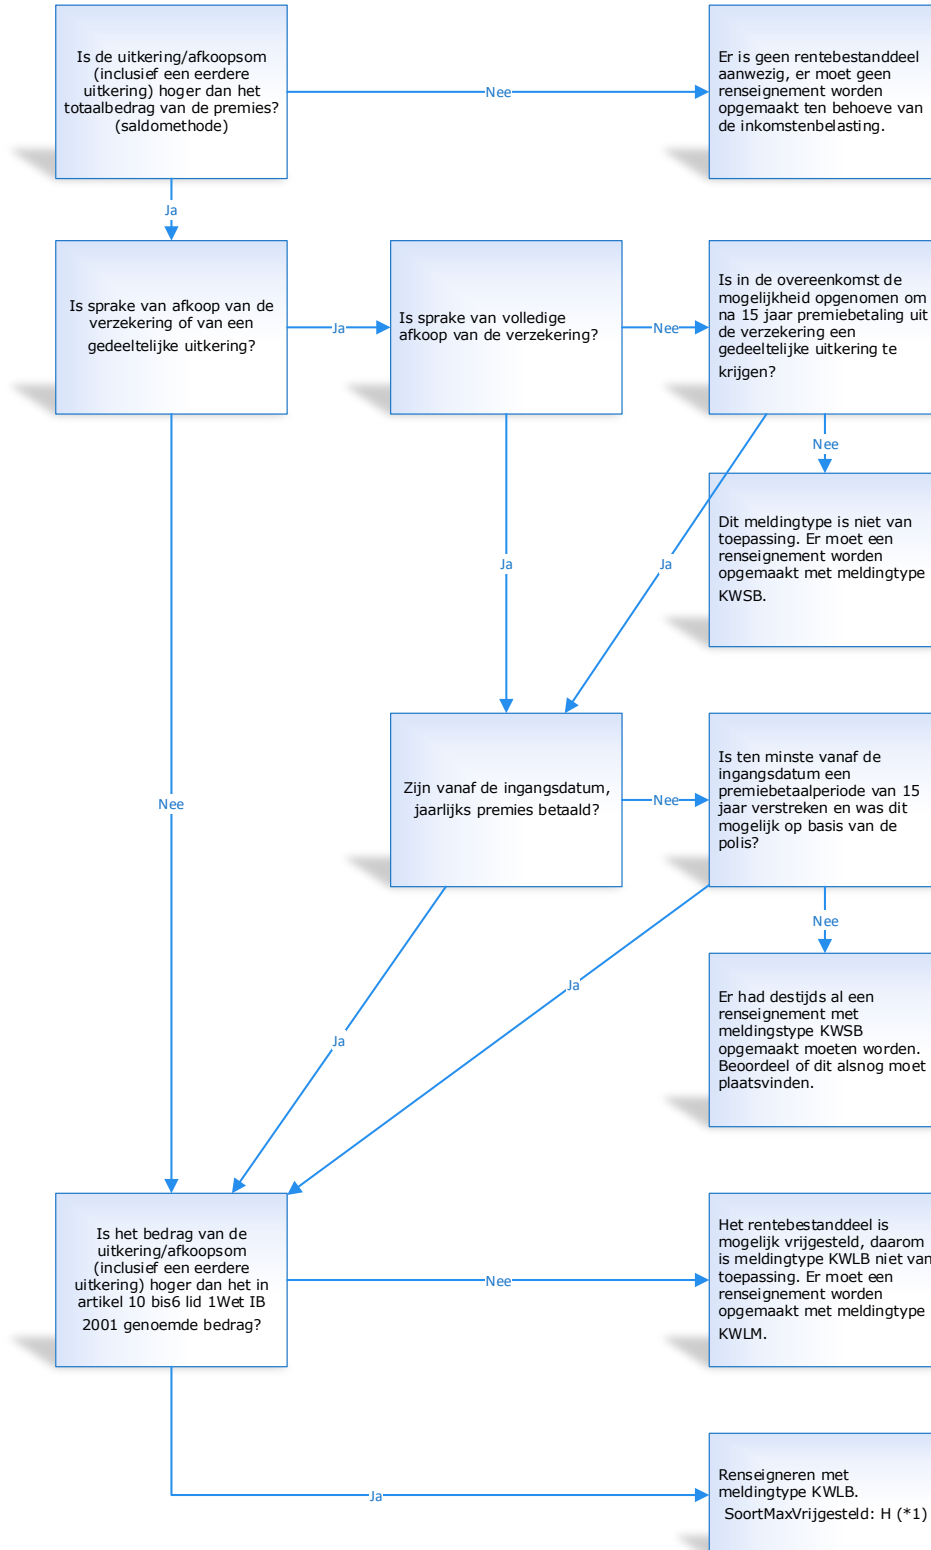 Is de uitkering/afkoopsom
(inclusief een eerdere
uitkering) hoger dan het
totaalbedrag van de premies?
(saldomethode)
Nee
Er is geen rentebestanddeel
aanwezig, er moet geen
renseignement worden
opgemaakt ten behoeve van
de inkomstenbelasting.
Ja
Is sprake van afkoop van de
verzekering of van een
gedeeltelijke uitkering?
Ja
Is sprake van volledige
afkoop van de verzekering?
Nee
Is in de overeenkomst de
mogelijkheid opgenomen om
na 15 jaar premiebetaling uit
de verzekering een
gedeeltelijke uitkering te
krijgen?
Nee
Dit meldingtype is niet van
toepassing. Er moet een
renseignement worden
opgemaakt met meldingtype
KWSB.
Ja
Ja
Zijn vanaf de ingangsdatum,
jaarlijks premies betaald?
Nee
Is ten minste vanaf de
ingangsdatum een
premiebetaalperiode van 15
jaar verstreken en was dit
mogelijk op basis van de
polis?
Nee
Nee
Er had destijds al een
renseignement met
meldingstype KWSB
opgemaakt moeten worden.
Beoordeel of dit alsnog moet
plaatsvinden.
Ja
Ja
Is het bedrag van de
uitkering/afkoopsom
(inclusief een eerdere
uitkering) hoger dan het in
artikel 10 bis6 lid 1Wet IB
2001 genoemde bedrag?
Nee
Het rentebestanddeel is
mogelijk vrijgesteld, daarom
is meldingtype KWLB niet van
toepassing. Er moet een
renseignement worden
opgemaakt met meldingtype
KWLM.
Ja
Renseigneren met
meldingtype KWLB.
SoortMaxVrijgesteld: H (*1)